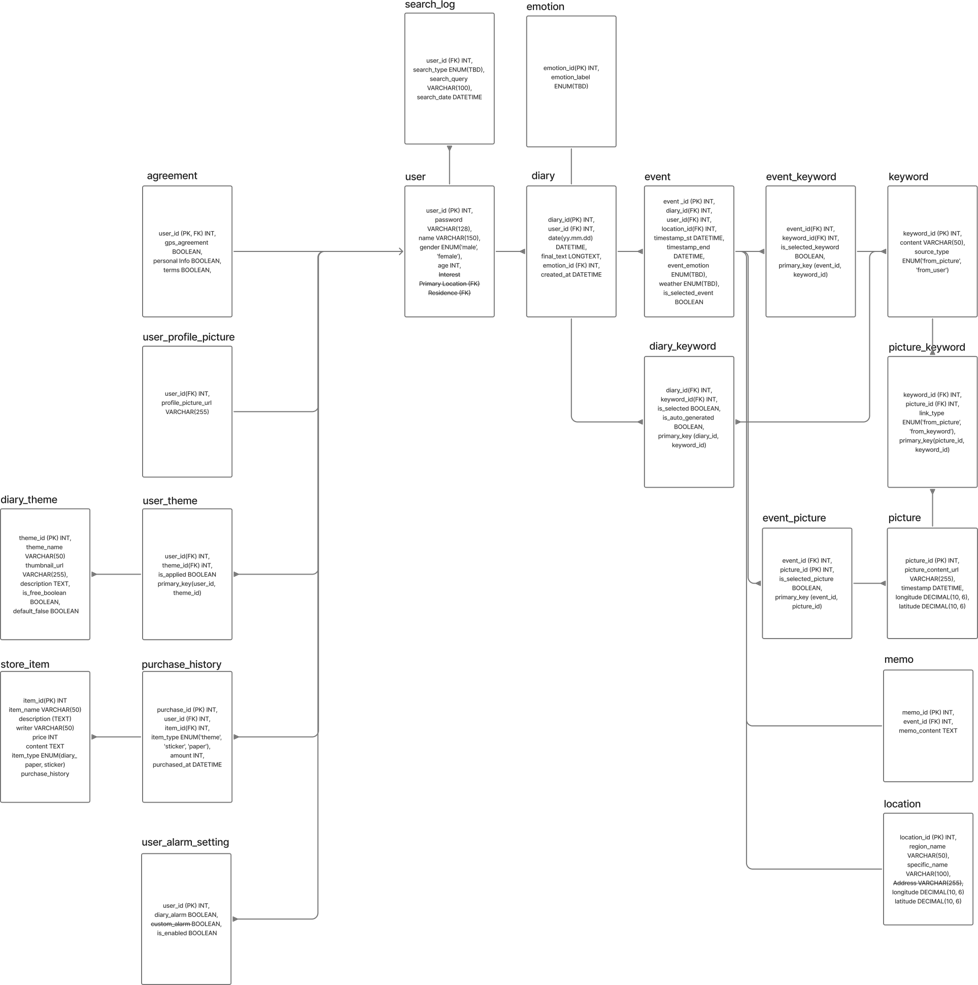 search_log
user_id (FK) INT,
search_type ENUM(TBD),
search_query
VARCHAR(100),
search_date DATETIME
emotion
emotion_id(PK) INT,
emotion_label
ENUM(TBD)
agreement
user_id (PK, FK) INT,
gps_agreement
BOOLEAN,
personal Info BOOLEAN,
terms BOOLEAN,
user
user_id (PK) INT,
password
VARCHAR(128),
name VARCHAR(150),
gender ENUM('male',
'female'),
age INT,
Interest
Primary Location (FK)
Residence (FK)
diary
diary_id(PK) INT,
user_id (FK) INT,
date(yy.mm.dd)
DATETIME,
final_text LONGTEXT,
emotion_id (FK) INT,
created_at DATETIME
event
event _id (PK) INT,
diary_id(FK) INT,
user_id(FK) INT,
location_id(FK) INT,
timestamp_st DATETIME,
timestamp_end
DATETIME,
event_emotion
ENUM(TBD),
weather ENUM(TBD),
is_selected_event
BOOLEAN
event_keyword
event_id(FK) INT,
keyword_id(FK) INT,
is_selected_keyword
BOOLEAN,
primary_key (event_id,
keyword_id)
keyword
keyword_id (PK) INT,
content VARCHAR(50),
source_type
ENUM('from_picture',
'from_user')
user_profile_picture
user_id(FK) INT,
profile_picture_url
VARCHAR(255)
diary_keyword
diary_id(FK) INT,
keyword_id(FK) INT,
is_selected BOOLEAN,
is_auto_generated
BOOLEAN,
primary_key (diary_id,
keyword_id)
picture_keyword
keyword_id (FK) INT,
picture_id (FK) INT,
link_type
ENUM('from_picture',
'from_keyword'),
primary_key(picture_id,
keyword_id)
diary_theme
theme_id (PK) INT,
theme_name
VARCHAR(50)
thumbnail_url
VARCHAR(255),
description TEXT,
is_free_boolean
BOOLEAN,
default_false BOOLEAN
user_theme
user_id(FK) INT,
theme_id(FK) INT,
is_applied BOOLEAN
primary_key(user_id,
theme_id)
event_picture
event_id (FK) INT,
picture_id (PK) INT,
is_selected_picture
BOOLEAN,
primary_key (event_id,
picture_id)
picture
picture_id (PK) INT,
picture_content_url
VARCHAR(255),
timestamp DATETIME,
longitude DECIMAL(10, 6),
latitude DECIMAL(10, 6)
store_item
item_id(PK) INT
item_name VARCHAR(50)
description (TEXT)
writer VARCHAR(50)
price INT
content TEXT
item_type ENUM(diary_
paper, sticker)
purchase_history
purchase_history
purchase_id (PK) INT,
user_id (FK) INT,
item_id(FK) INT,
item_type ENUM('theme',
'sticker', 'paper'),
amount INT,
purchased_at DATETIME
memo
memo_id (PK) INT,
event_id (FK) INT,
memo_content TEXT
user_alarm_setting
user_id (PK) INT,
diary_alarm BOOLEAN,
custom_alarm BOOLEAN,
is_enabled BOOLEAN
location
location_id (PK) INT,
region_name
VARCHAR(50),
specific_name
VARCHAR(100),
Address VARCHAR(255),
longitude DECIMAL(10, 6)
latitude DECIMAL(10, 6)